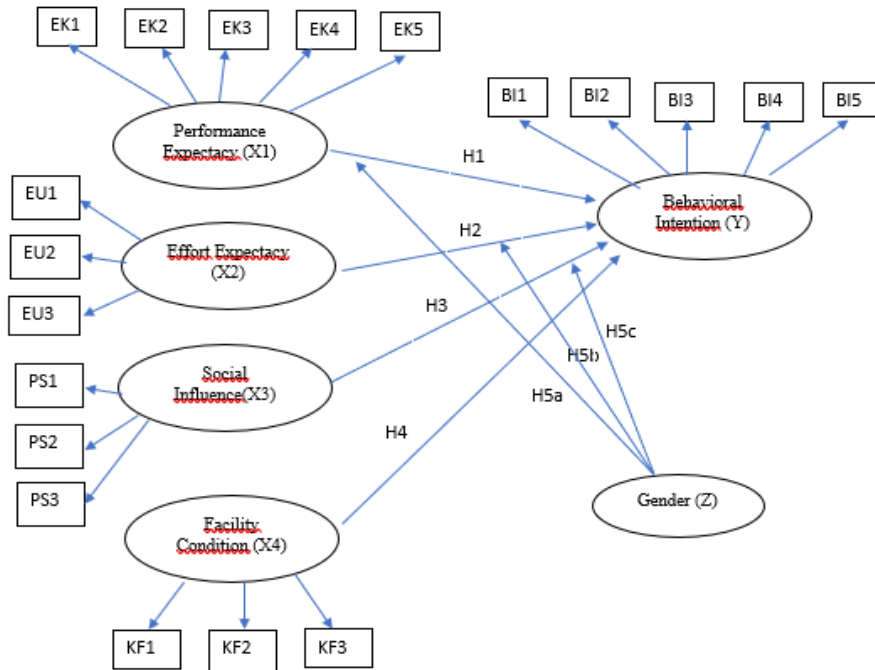 EK1
EK2
EK3
EK4
EK5
Performance
Expectacy (X1)
BI1
BI2
BI3
BI4
BI5
H1
Behavioral
Intention (Y)
EU1
EU2
EU3
Effort Expectacy
(X2)
H2
H3
H5c
H5b
H5a
PS1
PS2
PS3
Social
Influence(X3)
H4
Gender (Z)
Facility
Condition (X4)
KF1
KF2
KF3